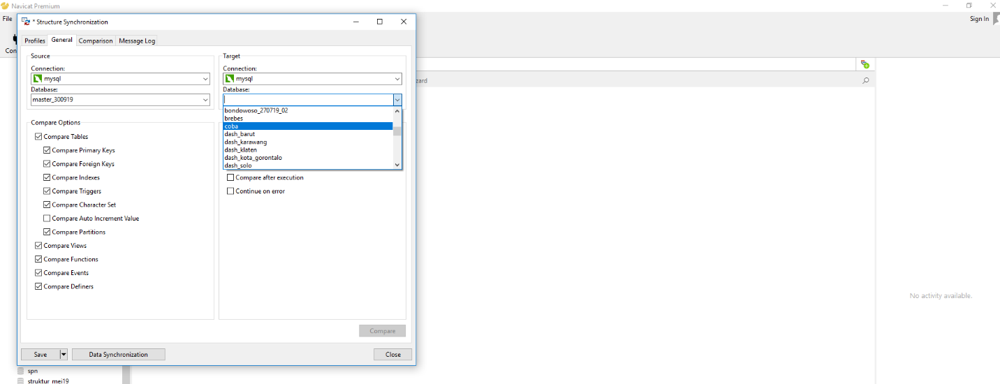 Navicat Premium
File
Sign In
* Structure Synchronization
Profiles General Comparison Message Log
Con
Source
Connection:
mysql
Database:
master_300919
Target
Connection:
mysql
Database:
bondowoso_270719_02
brebes
coba
dash_barut
dash_karawang
dash_klaten
dash_kota_gorontalo
dash_solo
Compare Options
Compare Tables
Compare Primary Keys
Compare Foreign Keys
Compare Indexes
Compare Triggers
Compare Character Set
Compare Auto Increment Value
Compare Partitions
Compare Views
Compare Functions
Compare Events
Compare Definers
Compare after execution
Continue on error
Compare
Save Data Synchronization Close
zard
No activity available.
spn
struktur_mei19